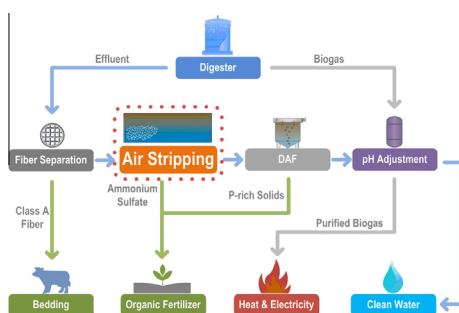 Effluent
Digester
Biogas
Fiber Separation
Air Stripping
DAF
pH Adjustment
Ammonium
Sulfate
P-rich Solids
Class A
Fiber
Purified Biogas
Bedding
Organic Fertilizer
Heat & Electricity
Clean Water